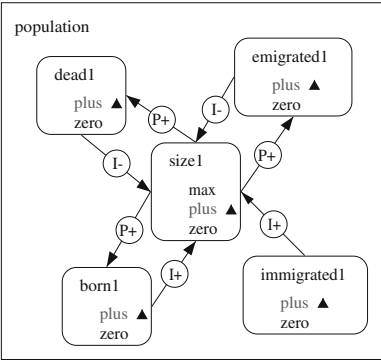 population
dead1
plus ▲
zero
emigrated1
plus ▲
zero
P+
I-
size1
max
plus ▲
zero
I-
P+
P+
I+
I+
born1
plus ▲
zero
immigrated1
plus ▲
zero